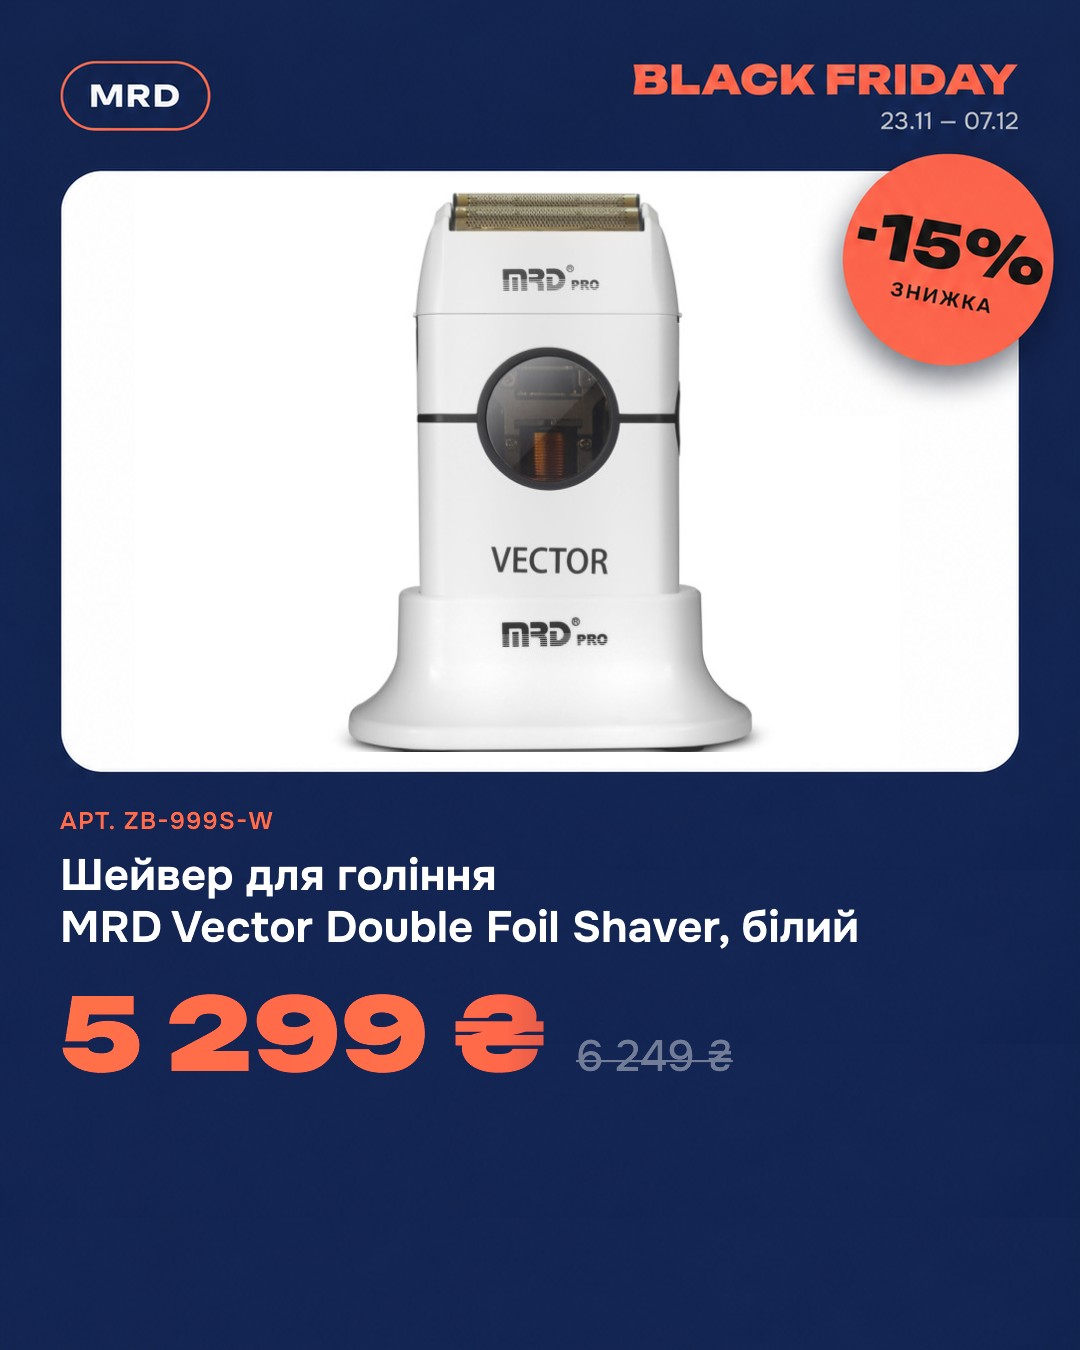 MRD
BLACK FRIDAY
23.11 – 07.12
-15%
ЗНИЖКА
MRD® PRO
VECTOR
MRD® PRO
АРТ. ZB-999S-W
Шейвер для гоління
MRD Vector Double Foil Shaver, білий
5 299 ₴ 6 249 ₴